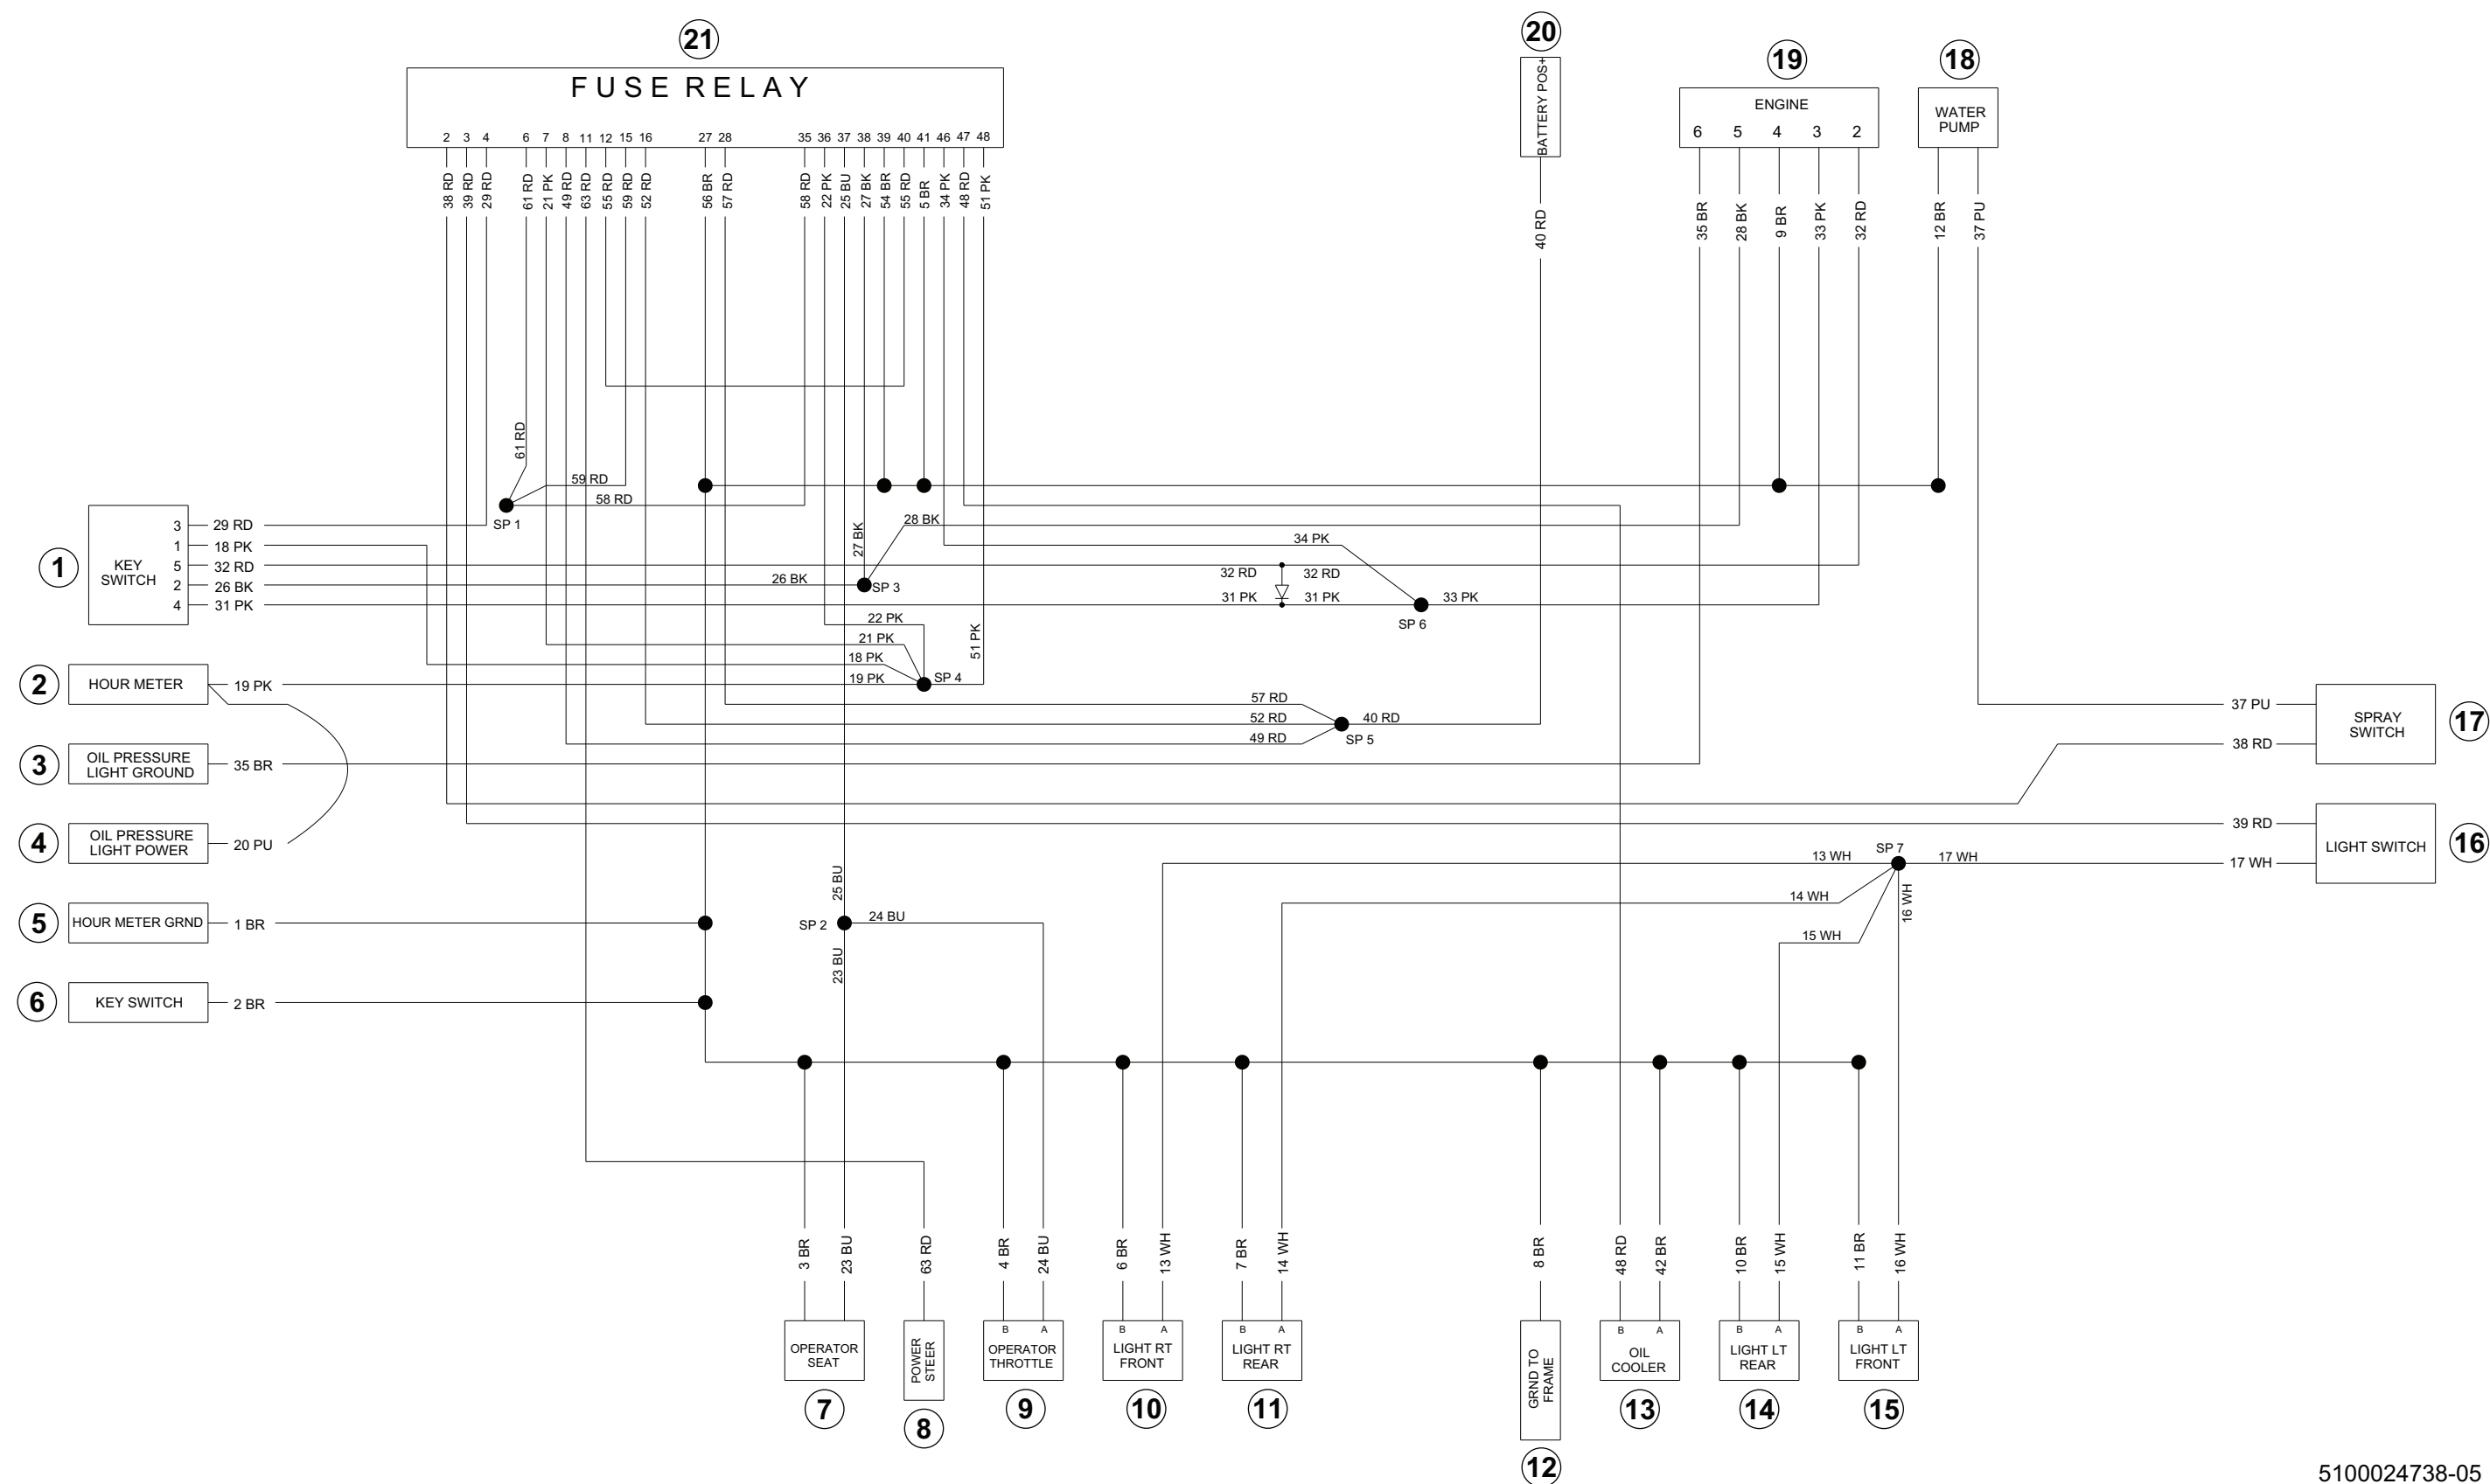 21
20
19
18
FUSE RELAY
BATTERY POS+
ENGINE
WATER
PUMP
2 3 4 6 7 8 11 12 15 16 27 28 35 36 37 38 39 40 41 46 47 48
6 5 4 3 2
38 RD
39 RD
29 RD
61 RD
21 PK
49 RD
63 RD
55 RD
59 RD
52 RD
56 BR
57 RD
58 RD
22 PK
25 BU
27 BK
54 BR
55 RD
5 BR
34 PK
48 RD
51 PK
40 RD
35 BR
28 BK
9 BR
33 PK
32 RD
12 BR
37 PU
61 RD
59 RD
58 RD
SP 1
28 BK
27 BK
34 PK
1
KEY
SWITCH
3 29 RD
1 18 PK
5 32 RD
2 26 BK
4 31 PK
26 BK
SP 3
32 RD 32 RD
31 PK 31 PK
33 PK
SP 6
22 PK
21 PK
18 PK
19 PK
SP 4
51 PK
2
HOUR METER
19 PK
57 RD
52 RD
49 RD
40 RD
SP 5
37 PU
38 RD
SPRAY
SWITCH
17
3
OIL PRESSURE
LIGHT GROUND
35 BR
4
OIL PRESSURE
LIGHT POWER
20 PU
39 RD
17 WH
LIGHT SWITCH
16
13 WH
SP 7
17 WH
14 WH
16 WH
15 WH
25 BU
SP 2
24 BU
23 BU
5
HOUR METER GRND
1 BR
6
KEY SWITCH
2 BR
3 BR
23 BU
63 RD
4 BR
24 BU
6 BR
13 WH
7 BR
14 WH
8 BR
48 RD
42 BR
10 BR
15 WH
11 BR
16 WH
OPERATOR
SEAT
7
POWER
STEER
8
B A
OPERATOR
THROTTLE
9
B A
LIGHT RT
FRONT
10
B A
LIGHT RT
REAR
11
GRND TO
FRAME
12
B A
OIL
COOLER
13
B A
LIGHT LT
REAR
14
B A
LIGHT LT
FRONT
15
5100024738-05